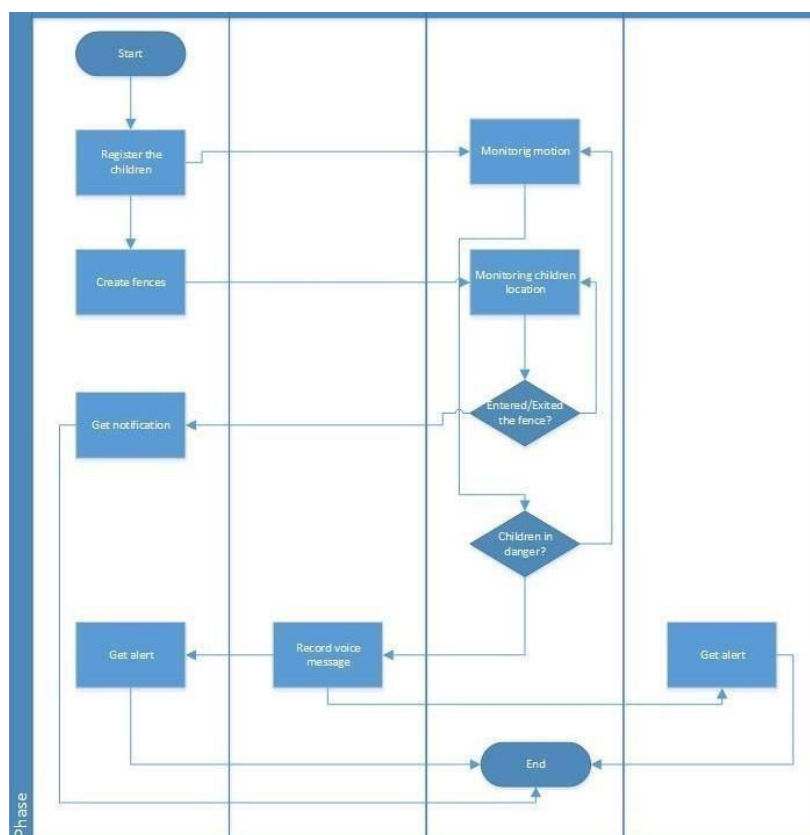 Start
Register the
children
Monitorig motion
Create fences
Monitoring children
location
Entered/Exited
the fence?
Get notification
Children in
danger?
Get alert
Record voice
message
Get alert
End
Phase